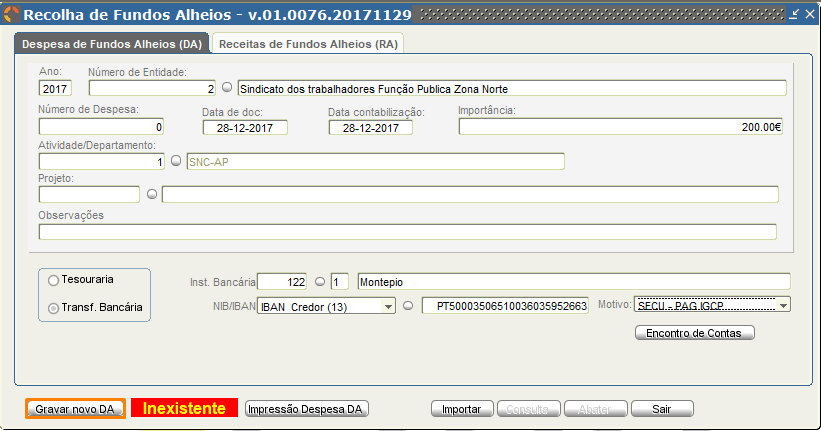 Recolha de Fundos Alheios - v.01.0076.20171129
Despesa de Fundos Alheios (DA) Receitas de Fundos Alheios (RA)
Ano: Número de Entidade:
2017 2 Sindicato dos trabalhadores Função Publica Zona Norte
Número de Despesa: Data de doc: Data contabilização: Importância:
0 28-12-2017 28-12-2017 200.00€
Atividade/Departamento:
1 SNC-AP
Projeto:
Observações
Tesouraria Inst. Bancária 122 1 Montepio
Transf. Bancária NIB/IBAN IBAN Credor (13) PT50003506510036035952663 Motivo: SECU - PAG.IGCP
Encontro de Contas
Gravar novo DA Inexistente Impressão Despesa DA Importar Consulta Abater Sair